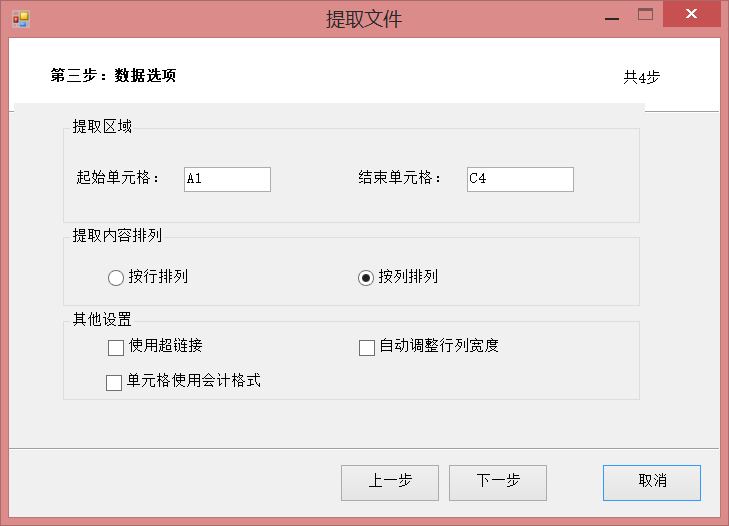 提取文件
第三步：数据选项
共4步
提取区域
起始单元格： A1 结束单元格： C4
提取内容排列
按行排列 按列排列
其他设置
使用超链接 自动调整行列宽度
单元格使用会计格式
上一步 下一步 取消